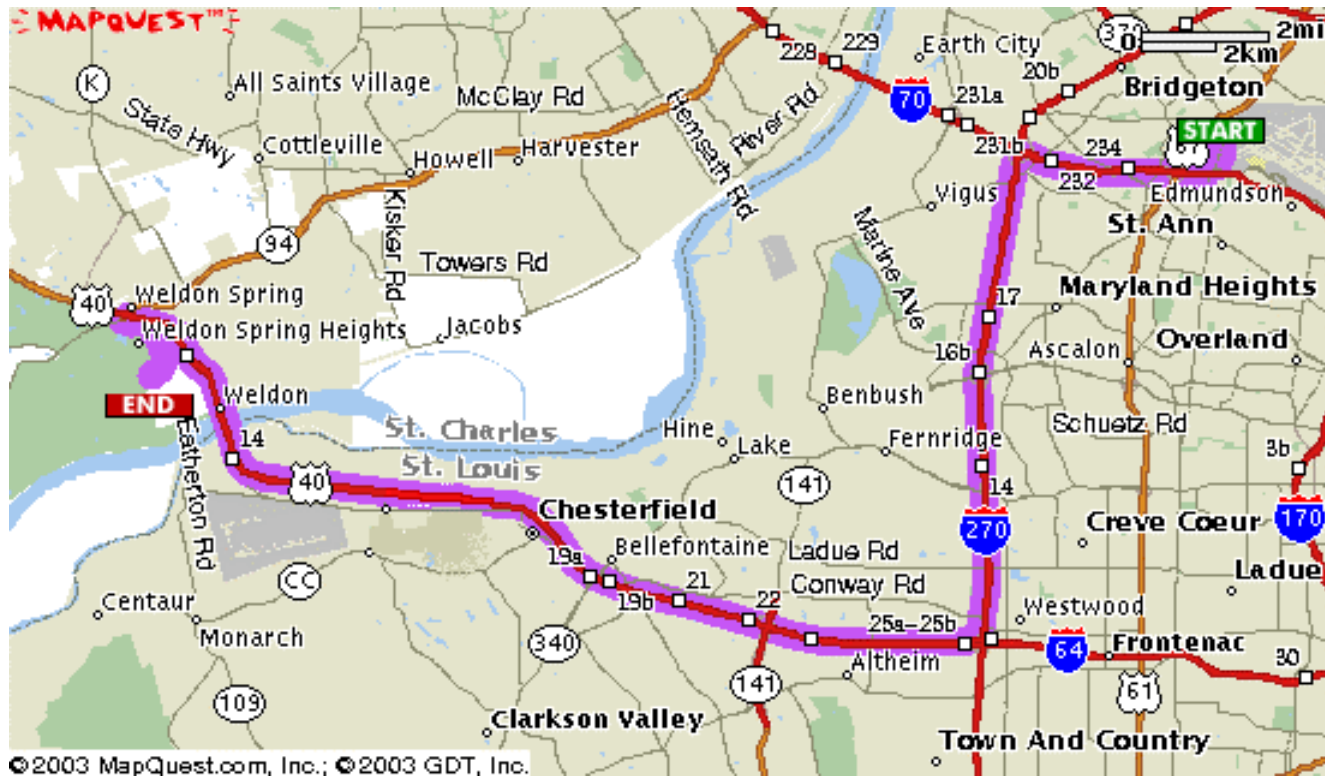 MAPQUEST™
228
229
Earth City
370
0
2mi
2km
K
All Saints Village
McClay Rd
20b
Bridgeton
State Hwy
Hemsath Rd
River Rd
70
231a
START
Cottleville
Howell
Harvester
231b
234
232
Edmundson
Kisker Rd
Vigus
St. Ann
94
Towers Rd
Marine Ave
40
Weldon Spring
17
Maryland Heights
Weldon Spring Heights
Jacobs
16b
Ascalon
Overland
END
Weldon
Benbush
14
St. Charles
Hine
Lake
Fernridge
Schuetz Rd
St. Louis
3b
Eatherton Rd
40
141
14
Chesterfield
270
Creve Coeur
170
19a
Bellefontaine
Ladue Rd
CC
19b
21
Conway Rd
Ladue
Centaur
22
Westwood
Monarch
340
25a-25b
64
Frontenac
Altheim
30
109
141
61
Clarkson Valley
Town And Country
©2003 MapQuest.com, Inc.; ©2003 GDT, Inc.